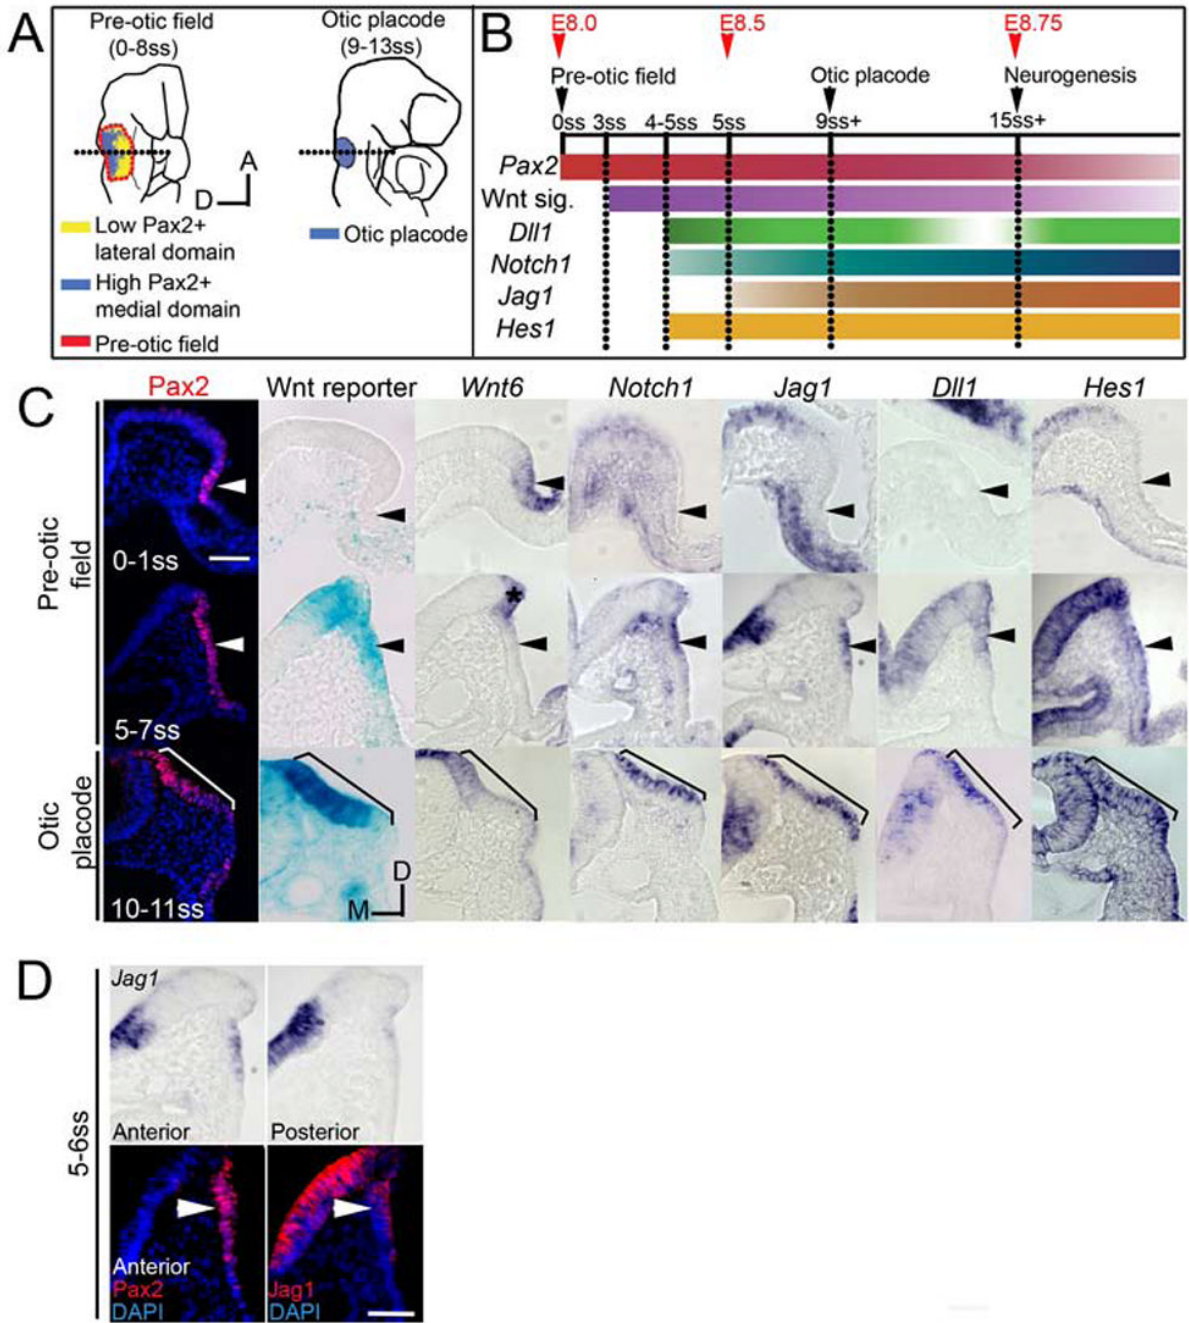 A
Pre-otic field
(0-8ss)
Otic placode
(9-13ss)
A
D
Low Pax2+
lateral domain
High Pax2+
medial domain
Pre-otic field
Otic placode
B
E8.0
E8.5
E8.75
Pre-otic field
Otic placode
Neurogenesis
0ss
3ss
4-5ss
5ss
9ss+
15ss+
Pax2
Wnt sig.
Dll1
Notch1
Jag1
Hes1
C
Pax2
Wnt reporter
Wnt6
Notch1
Jag1
Dll1
Hes1
Pre-otic
field
0-1ss
5-7ss
*
Otic
placode
10-11ss
D
M
D
5-6ss
Jag1
Anterior
Posterior
Anterior
Pax2
DAPI
Jag1
DAPI